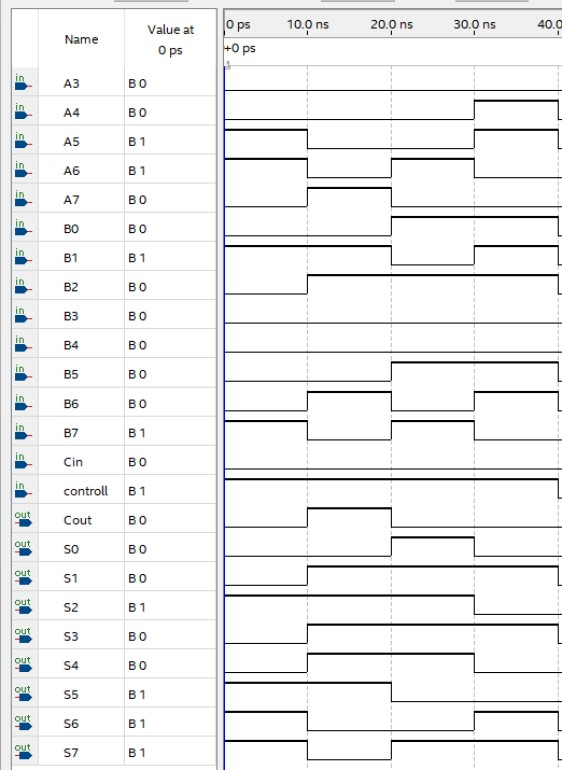 Name Value at 0 ps 0 ps 10.0 ns 20.0 ns 30.0 ns 40.0
+0 ps
in A3 B 0
in A4 B 0
in A5 B 1
in A6 B 1
in A7 B 0
in B0 B 0
in B1 B 1
in B2 B 0
in B3 B 0
in B4 B 0
in B5 B 0
in B6 B 0
in B7 B 1
in Cin B 0
in controll B 1
out Cout B 0
out S0 B 0
out S1 B 0
out S2 B 1
out S3 B 0
out S4 B 0
out S5 B 1
out S6 B 1
out S7 B 1